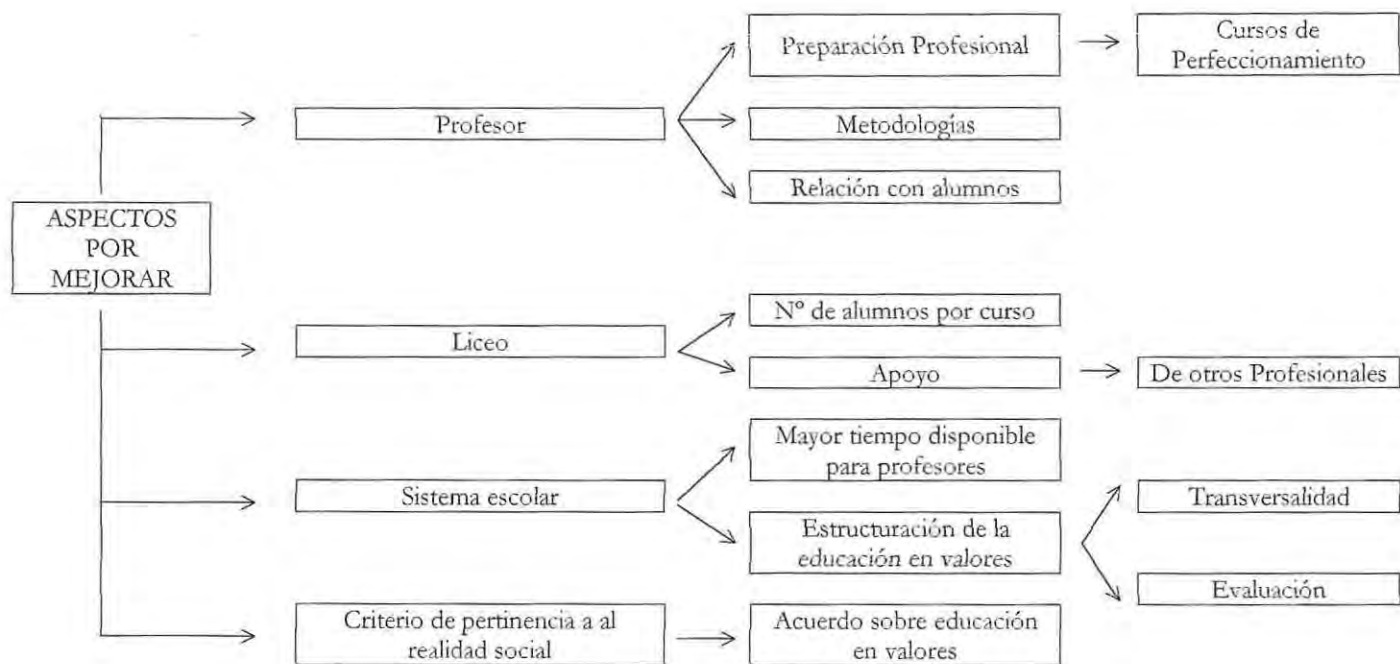 Preparación Profesional
Cursos de
Perfeccionamiento
Profesor
Metodologías
Relación con alumnos
ASPECTOS
POR
MEJORAR
Nº de alumnos por curso
Liceo
Apoyo
De otros Profesionales
Mayor tiempo disponible
para profesores
Sistema escolar
Transversalidad
Estructuración de la
educación en valores
Evaluación
Criterio de pertinencia a al
realidad social
Acuerdo sobre educación
en valores